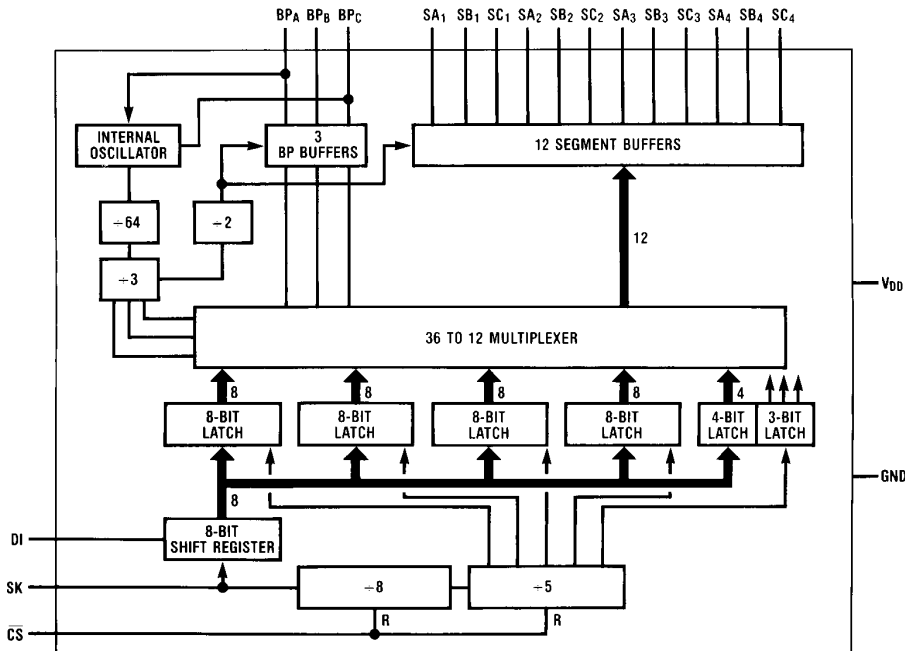 BPA BPB BPC SA1 SB1 SC1 SA2 SB2 SC2 SA3 SB3 SC3 SA4 SB4 SC4
INTERNAL
OSCILLATOR
3
BP BUFFERS
12 SEGMENT BUFFERS
÷64
÷2
12
÷3
VDD
36 TO 12 MULTIPLEXER
8 8 8 8 4
8-BIT
LATCH
8-BIT
LATCH
8-BIT
LATCH
8-BIT
LATCH
4-BIT
LATCH
3-BIT
LATCH
GND
8
DI
8-BIT
SHIFT REGISTER
SK
÷8
÷5
R R
C̅S̅